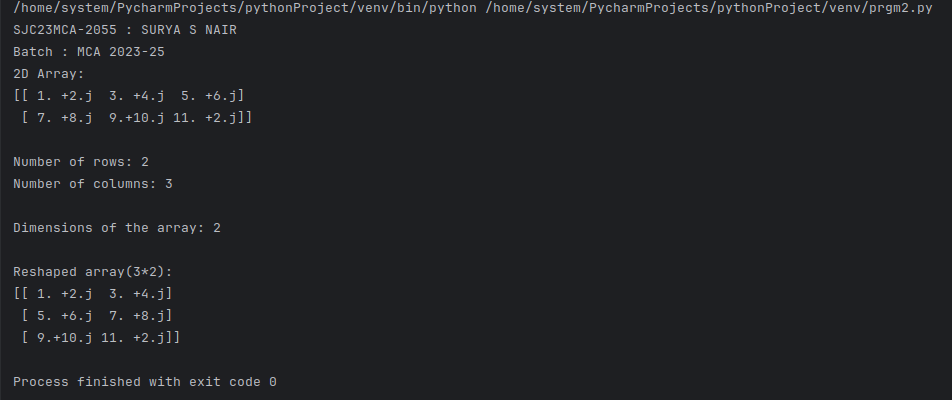 /home/system/PycharmProjects/pythonProject/venv/bin/python /home/system/PycharmProjects/pythonProject/venv/prgm2.py
SJC23MCA-2055 : SURYA S NAIR
Batch : MCA 2023-25
2D Array:
[[ 1. +2.j  3. +4.j  5. +6.j]
 [ 7. +8.j  9.+10.j 11. +2.j]]

Number of rows: 2
Number of columns: 3

Dimensions of the array: 2

Reshaped array(3*2):
[[ 1. +2.j  3. +4.j]
 [ 5. +6.j  7. +8.j]
 [ 9.+10.j 11. +2.j]]

Process finished with exit code 0